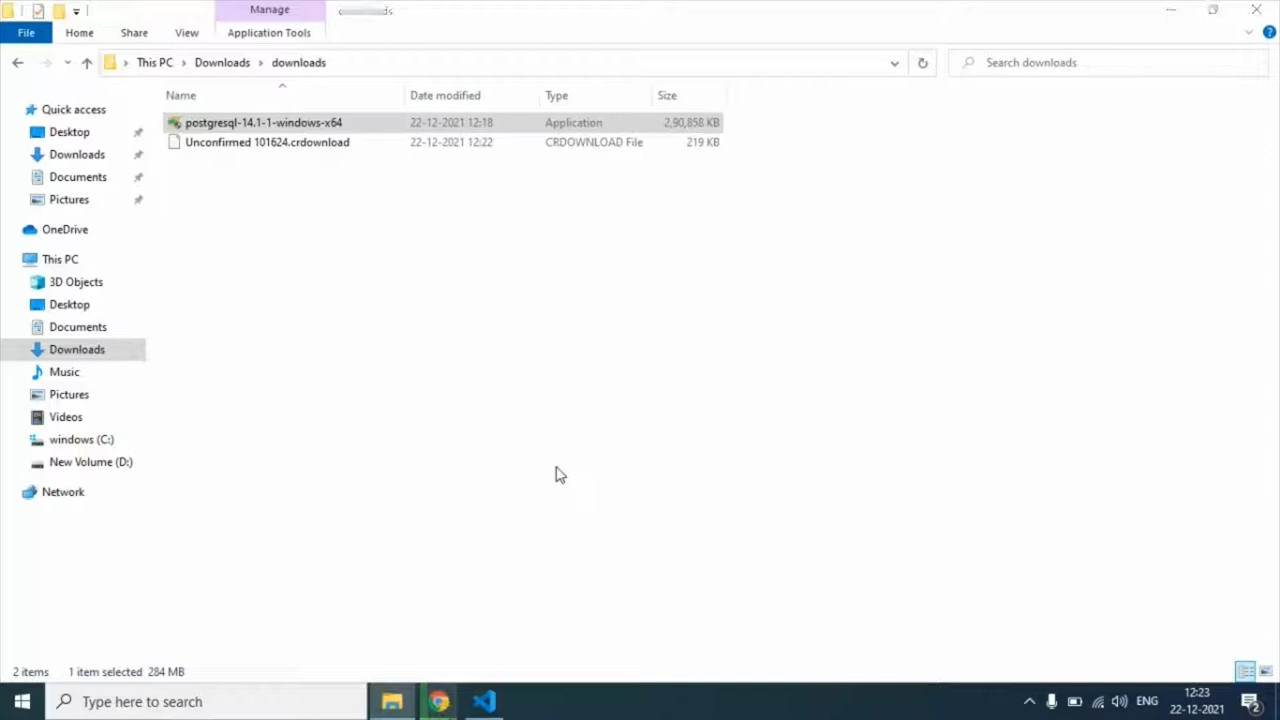 Manage
File Home Share View Application Tools
This PC Downloads downloads
Search downloads
Name Date modified Type Size
postgresql-14.1-1-windows-x64 22-12-2021 12:18 Application 2,90,858 KB
Unconfirmed 101624.crdownload 22-12-2021 12:22 CRDOWNLOAD File 219 KB
Quick access
Desktop
Downloads
Documents
Pictures
OneDrive
This PC
3D Objects
Desktop
Documents
Downloads
Music
Pictures
Videos
windows (C:)
New Volume (D:)
Network
2 items 1 item selected 284 MB
Type here to search
ENG
12:23
22-12-2021
2